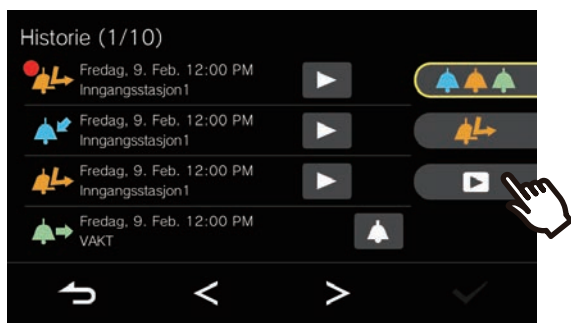 Historie (1/10)
Fredag, 9. Feb. 12:00 PM
Inngangsstasjon1
Fredag, 9. Feb. 12:00 PM
Inngangsstasjon1
Fredag, 9. Feb. 12:00 PM
Inngangsstasjon1
Fredag, 9. Feb. 12:00 PM
VAKT